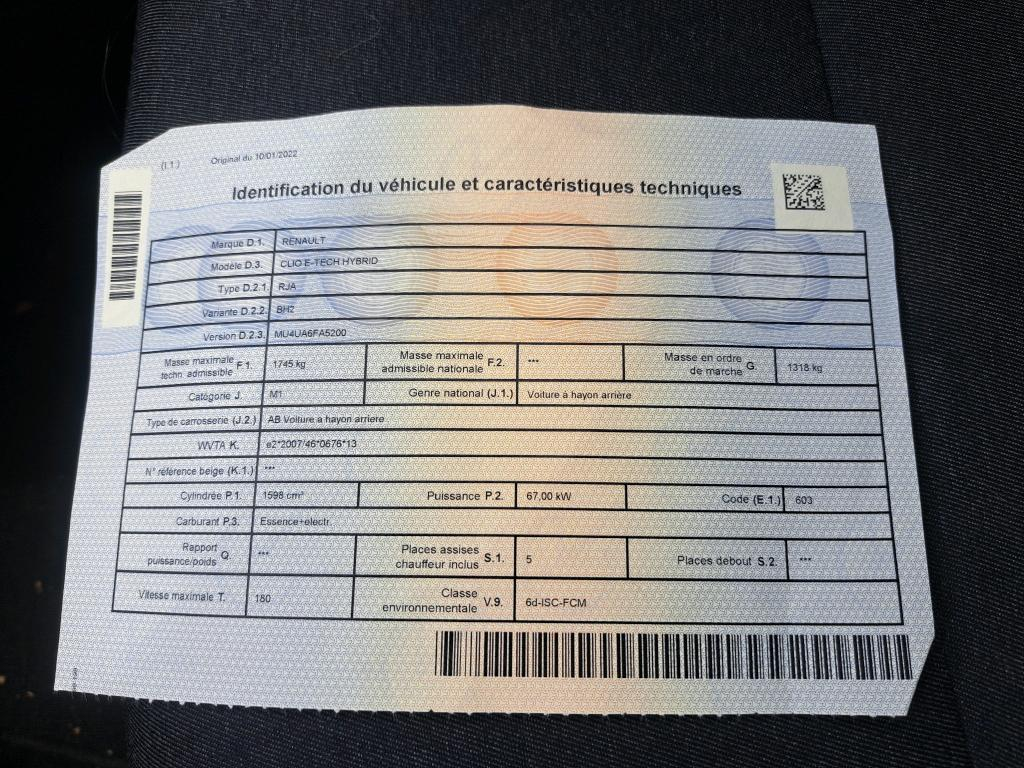 (I.1.) Original du 10/01/2022
Identification du véhicule et caractéristiques techniques
Marque D.1. RENAULT
Modèle D.3. CLIO E-TECH HYBRID
Type D.2.1. RJA
Variante D.2.2. BH2
Version D.2.3. MU4UA6FA5200
Masse maximale techn. admissible F.1. 1745 kg Masse maximale admissible nationale F.2. *** Masse en ordre de marche G. 1318 kg
Catégorie J. M1 Genre national (J.1.) Voiture à hayon arrière
Type de carrosserie (J.2.) AB Voiture à hayon arrière
WVTA K. e2*2007/46*0676*13
N° référence belge (K.1.) ***
Cylindrée P.1. 1598 cm³ Puissance P.2. 67,00 kW Code (E.1.) 603
Carburant P.3. Essence+electr.
Rapport puissance/poids Q. *** Places assises chauffeur inclus S.1. 5 Places debout S.2. ***
Vitesse maximale T. 180 Classe environnementale V.9. 6d-ISC-FCM